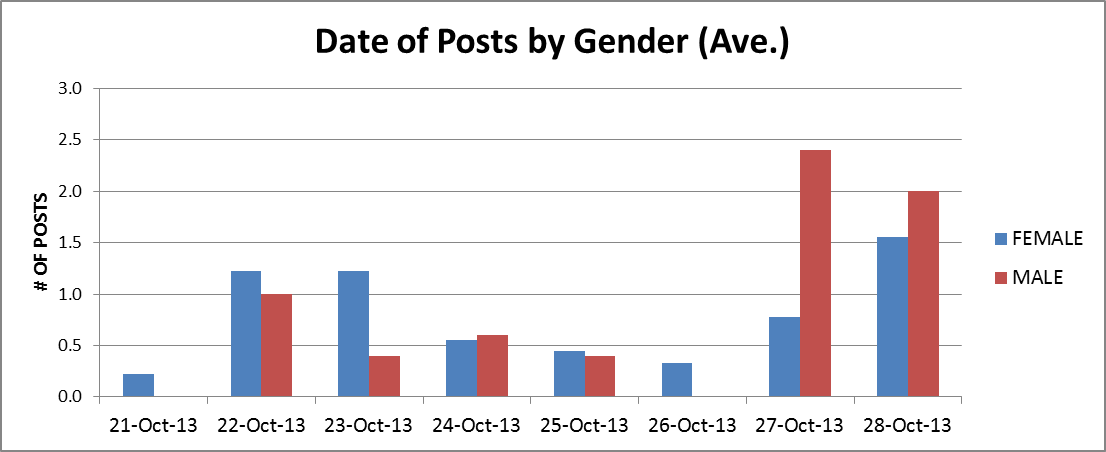 Date of Posts by Gender (Ave.)
3.0
2.5
2.0
1.5
1.0
0.5
0.0
# OF POSTS
21-Oct-13 22-Oct-13 23-Oct-13 24-Oct-13 25-Oct-13 26-Oct-13 27-Oct-13 28-Oct-13
FEMALE
MALE